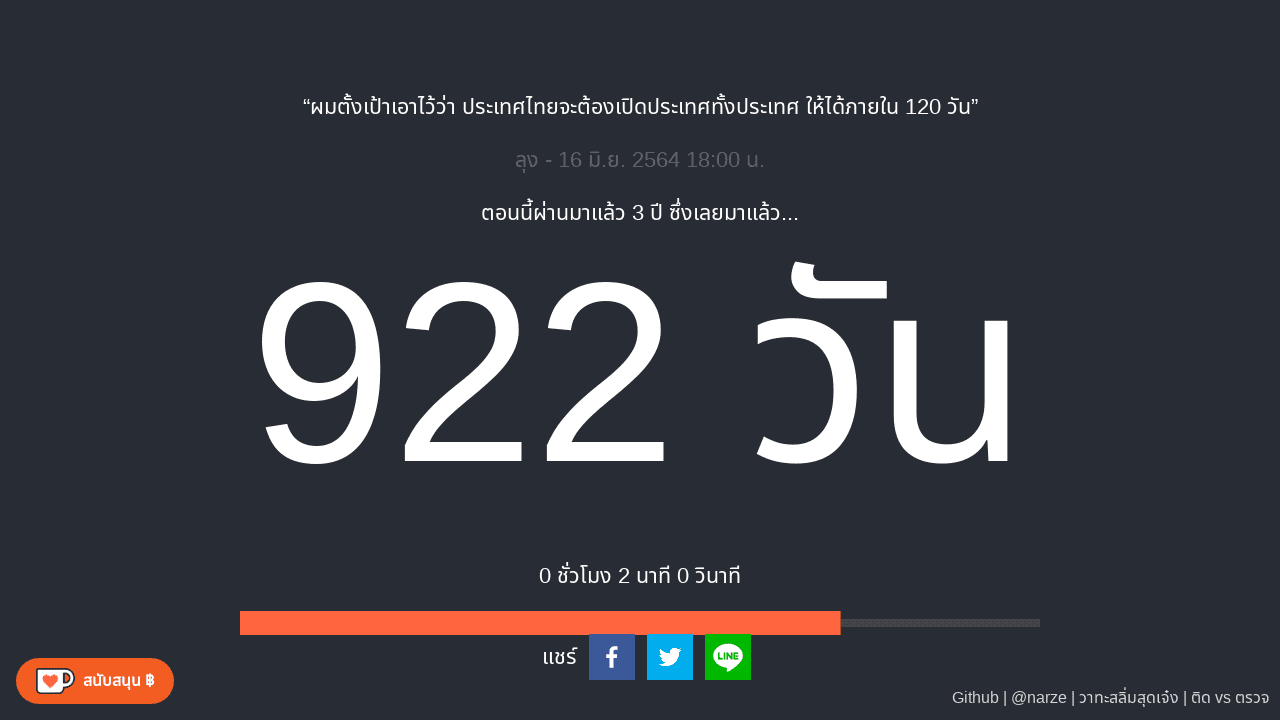 “ผมตั้งเป้าเอาไว้ว่า ประเทศไทยจะต้องเปิดประเทศทั้งประเทศ ให้ได้ภายใน 120 วัน”
ลุง - 16 มิ.ย. 2564 18:00 น.
ตอนนี้ผ่านมาแล้ว 3 ปี ซึ่งเลยมาแล้ว...
922 วัน
0 ชั่วโมง 2 นาที 0 วินาที
แชร์
LINE
สนับสนุน ฿
Github | @narze | วาทะสลิ่มสุดเจ๋ง | ติด vs ตรวจ